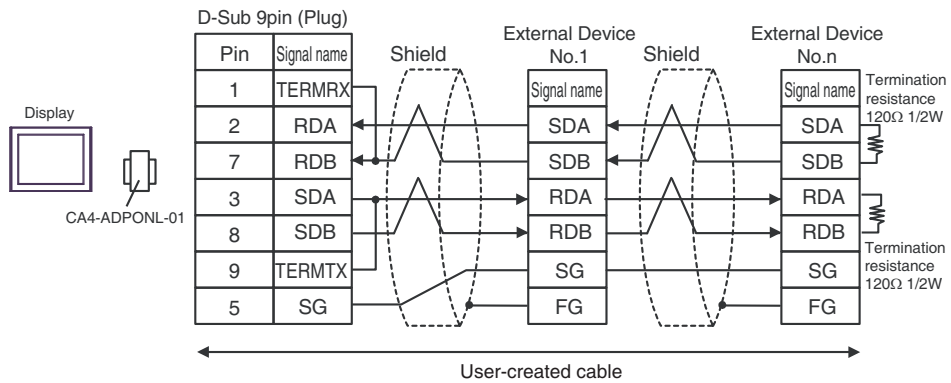 D-Sub 9pin (Plug)
Pin
Signal name
1
TERMRX
2
RDA
7
RDB
3
SDA
8
SDB
9
TERMTX
5
SG
Display
CA4-ADPONL-01
Shield
External Device
No.1
Signal name
SDA
SDB
RDA
RDB
SG
FG
Shield
External Device
No.n
Signal name
SDA
SDB
RDA
RDB
SG
FG
Termination
resistance
120Ω 1/2W
Termination
resistance
120Ω 1/2W
User-created cable